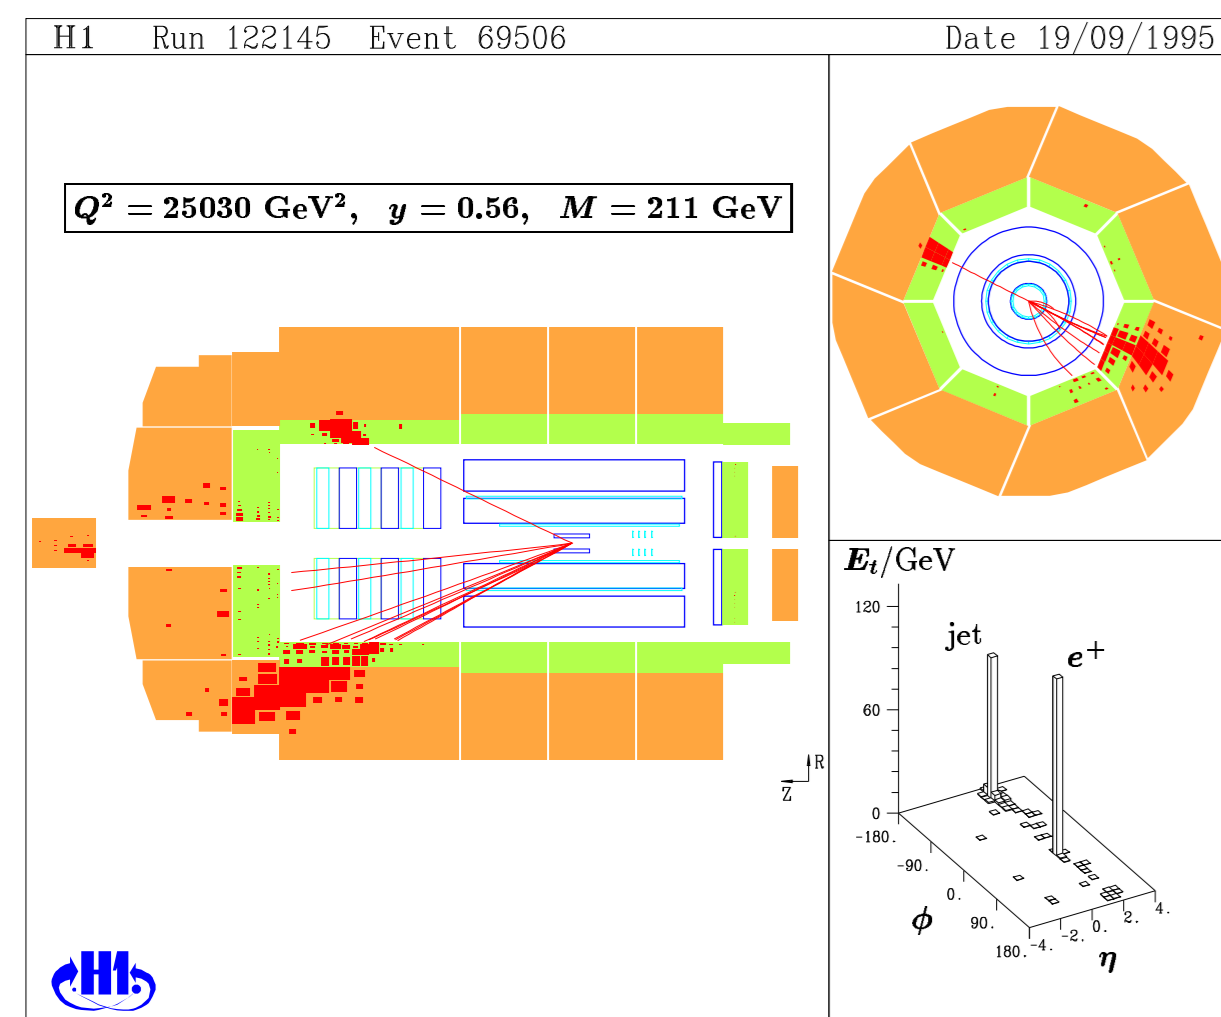 H1 Run 122145 Event 69506 Date 19/09/1995
Q² = 25030 GeV², y = 0.56, M = 211 GeV
R
Z
E_t/GeV
120
60
0
jet
e⁺
-180.
-90.
0.
90.
180.
φ
-4.
-2.
0.
2.
4.
η
H1